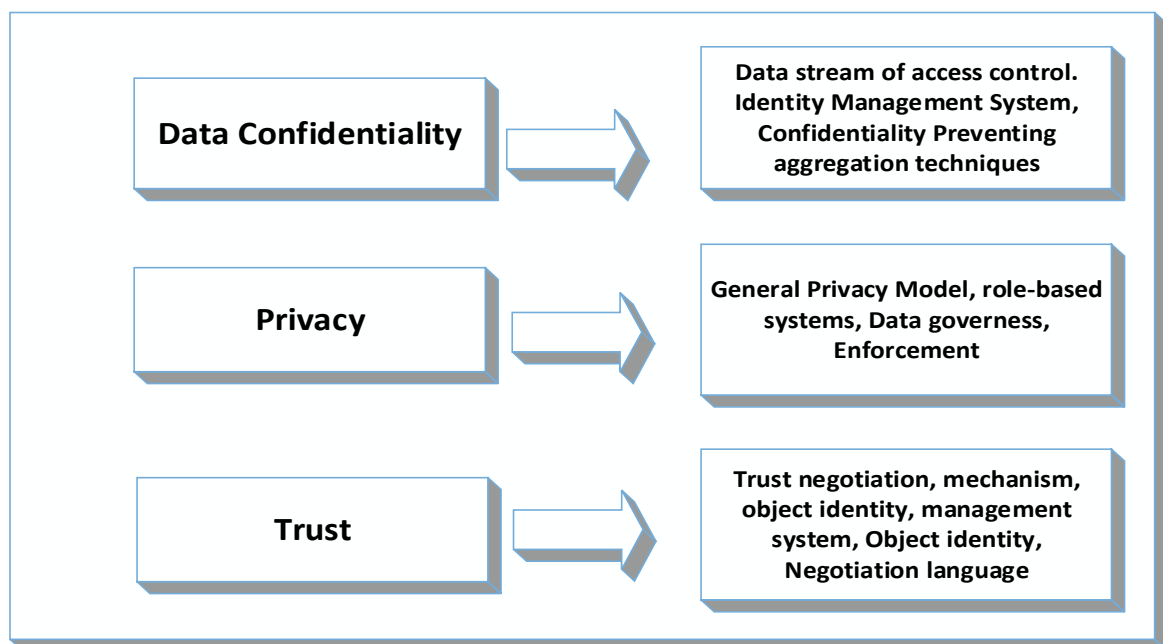 Data Confidentiality
Data stream of access control.
Identity Management System,
Confidentiality Preventing
aggregation techniques
Privacy
General Privacy Model, role-based
systems, Data governess,
Enforcement
Trust
Trust negotiation, mechanism,
object identity, management
system, Object identity,
Negotiation language